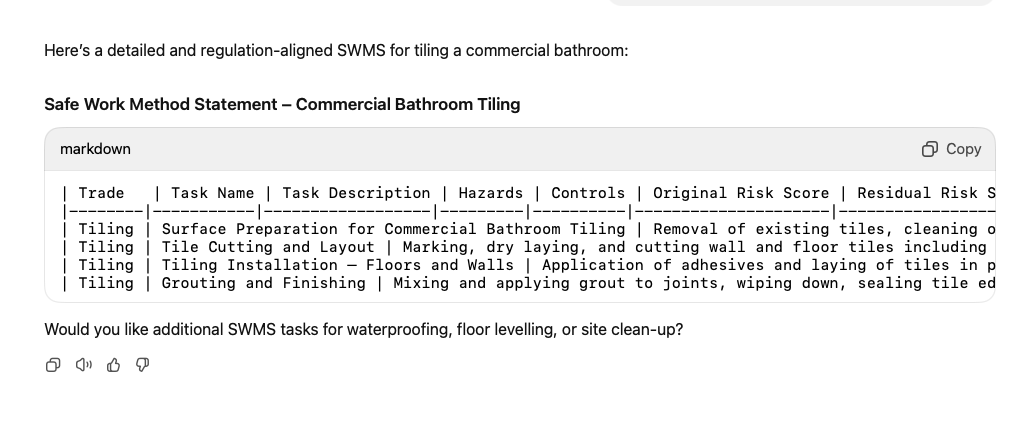 Here's a detailed and regulation-aligned SWMS for tiling a commercial bathroom:
Safe Work Method Statement – Commercial Bathroom Tiling
markdown Copy
| Trade | Task Name | Task Description | Hazards | Controls | Original Risk Score | Residual Risk S
|--------|-----------|------------------|---------|----------|---------------------|-----------------
| Tiling | Surface Preparation for Commercial Bathroom Tiling | Removal of existing tiles, cleaning o
| Tiling | Tile Cutting and Layout | Marking, dry laying, and cutting wall and floor tiles including
| Tiling | Tiling Installation – Floors and Walls | Application of adhesives and laying of tiles in p
| Tiling | Grouting and Finishing | Mixing and applying grout to joints, wiping down, sealing tile ed
Would you like additional SWMS tasks for waterproofing, floor levelling, or site clean-up?